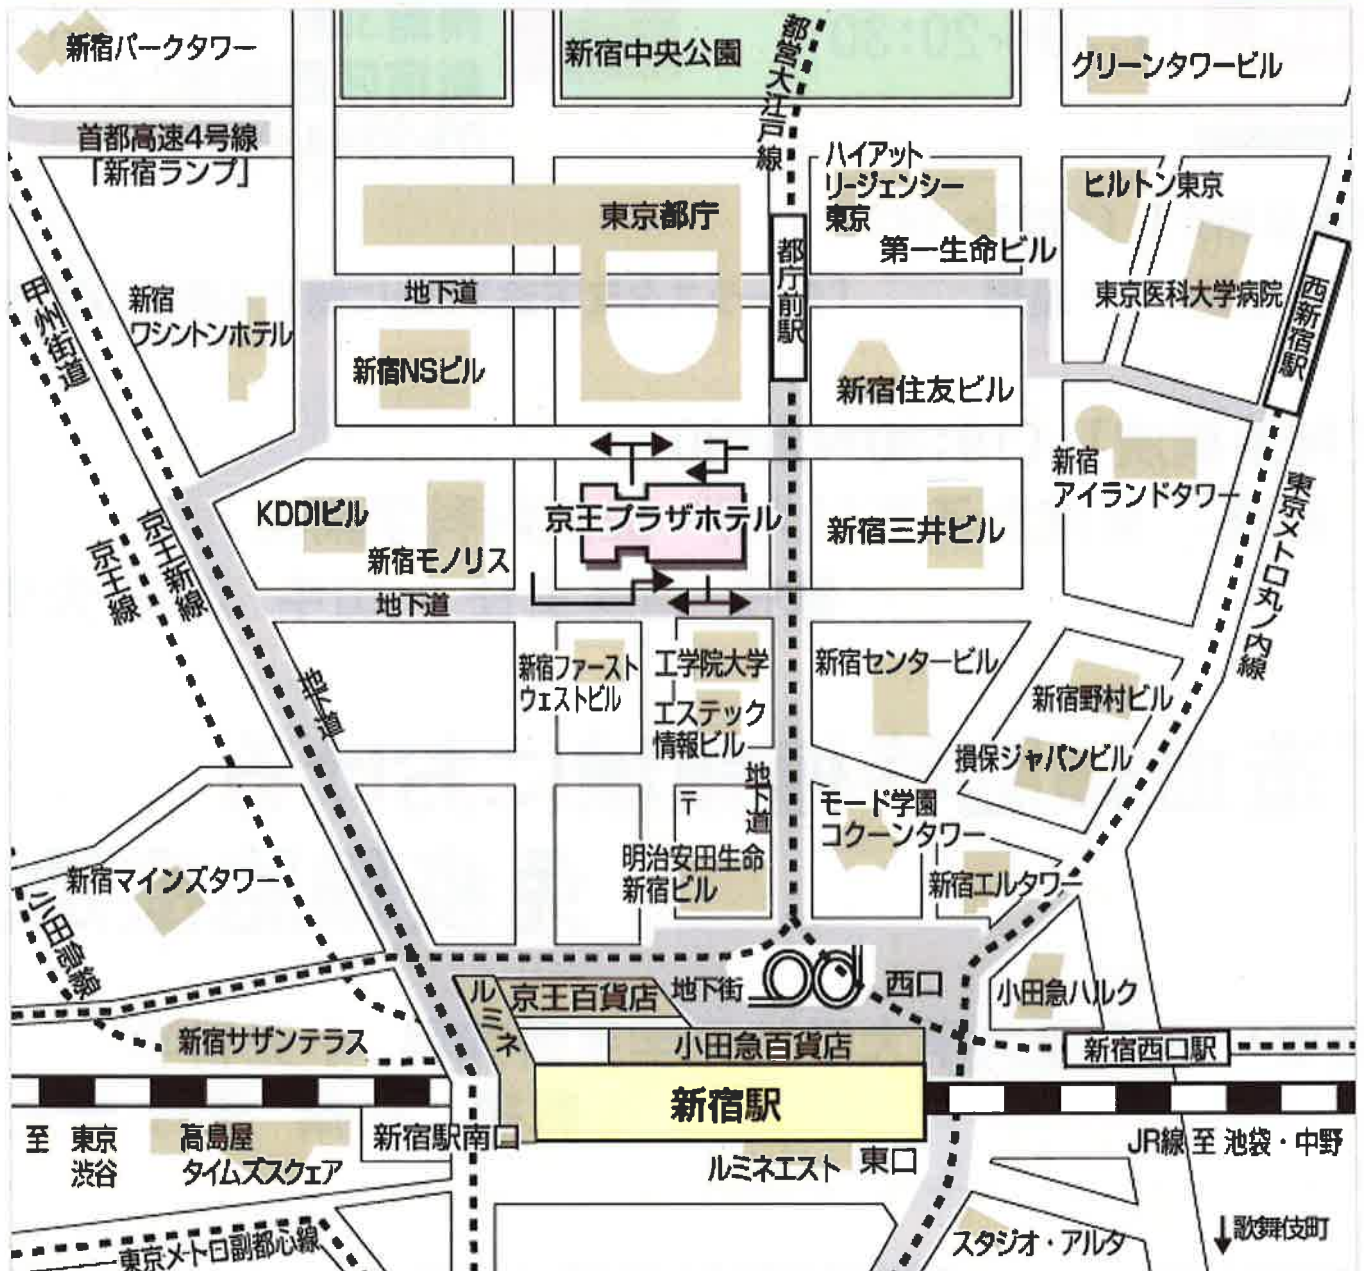 新宿パークタワー
新宿中央公園
都営大江戸線
グリーンタワービル
首都高速4号線
「新宿ランプ」
ハイアット
リージェンシー
東京
ヒルトン東京
東京都庁
第一生命ビル
都庁前駅
地下道
東京医科大学病院
西新宿駅
甲州街道
新宿
ワシントンホテル
新宿NSビル
新宿住友ビル
新宿
アイランドタワー
東京メトロ丸ノ内線
KDDIビル
新宿モノリス
京王プラザホテル
新宿三井ビル
京王新線
京王線
地下道
地下道
新宿ファースト
ウェストビル
工学院大学
エステック
情報ビル
新宿センタービル
新宿野村ビル
損保ジャパンビル
地下道
〒
モード学園
コクーンタワー
明治安田生命
新宿ビル
新宿エルタワー
新宿マインズタワー
小田急線
ルミネ
京王百貨店
地下街
西口
小田急ハルク
新宿サザンテラス
小田急百貨店
新宿西口駅
新宿駅
至 東京
渋谷
高島屋
タイムズスクェア
新宿駅南口
ルミネエスト
東口
JR線 至 池袋・中野
東京メトロ副都心線
スタジオ・アルタ
↓歌舞伎町